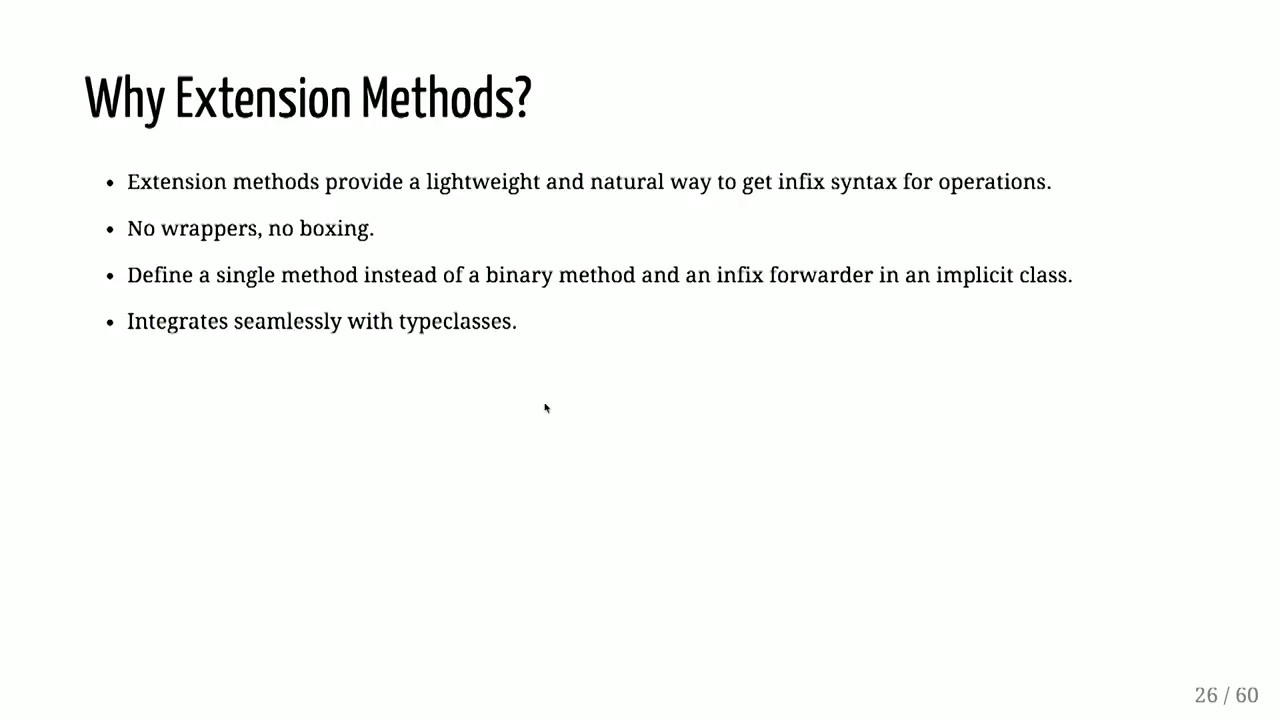 Why Extension Methods?
• Extension methods provide a lightweight and natural way to get infix syntax for operations.
• No wrappers, no boxing.
• Define a single method instead of a binary method and an infix forwarder in an implicit class.
• Integrates seamlessly with typeclasses.
26 / 60